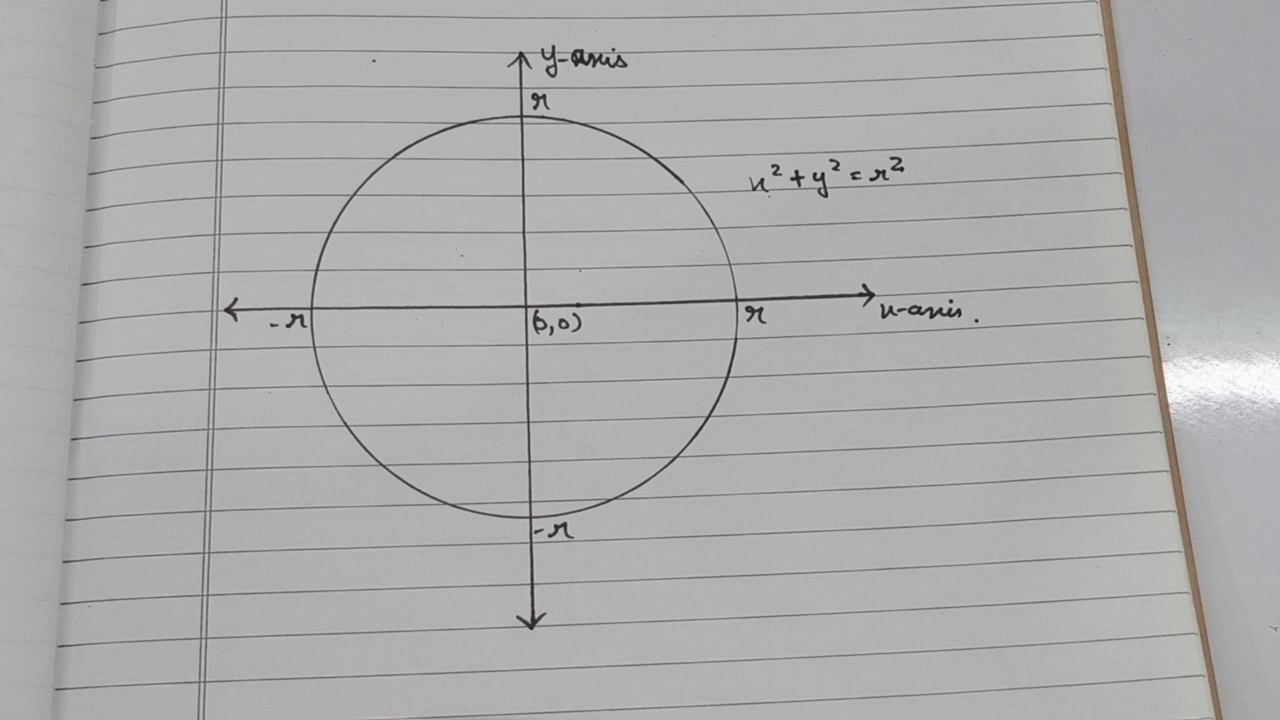 y-axis
r
x² + y² = r²
-r
(0,0)
r
x-axis.
-r